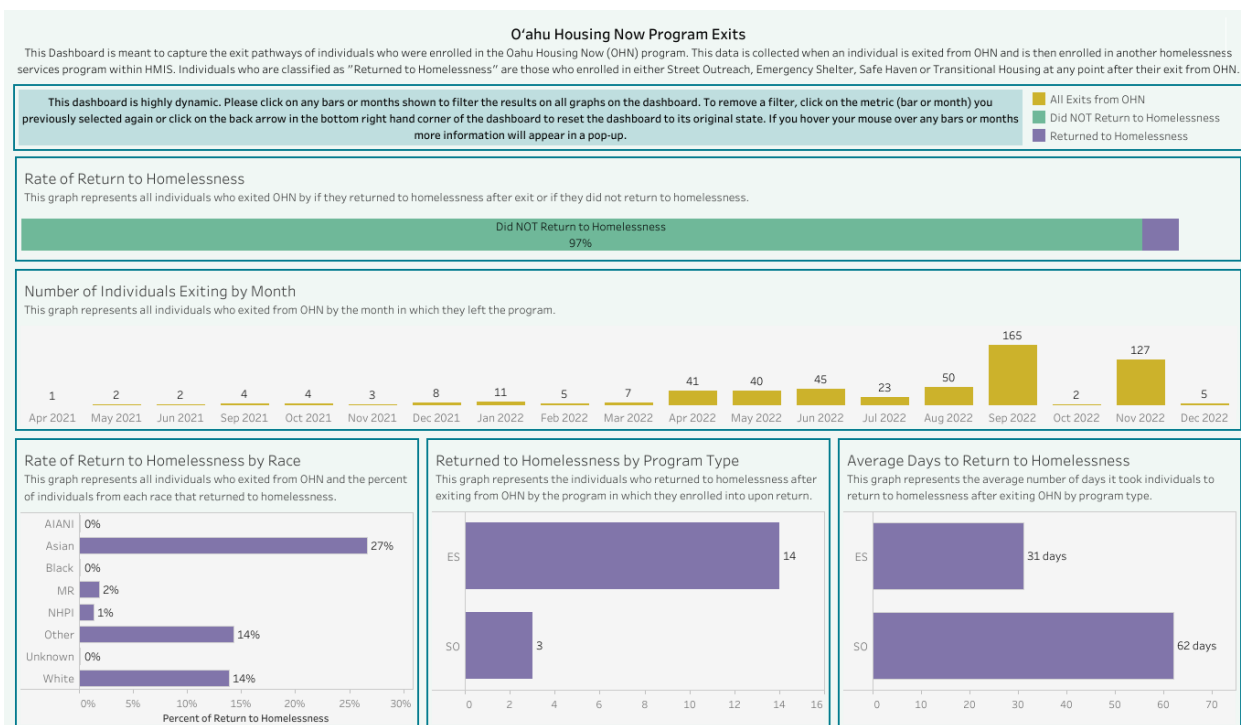 Oʻahu Housing Now Program Exits
This Dashboard is meant to capture the exit pathways of individuals who were enrolled in the Oahu Housing Now (OHN) program. This data is collected when an individual is exited from OHN and is then enrolled in another homelessness
services program within HMIS. Individuals who are classified as "Returned to Homelessness" are those who enrolled in either Street Outreach, Emergency Shelter, Safe Haven or Transitional Housing at any point after their exit from OHN.
This dashboard is highly dynamic. Please click on any bars or months shown to filter the results on all graphs on the dashboard. To remove a filter, click on the metric (bar or month) you
previously selected again or click on the back arrow in the bottom right hand corner of the dashboard to reset the dashboard to its original state. If you hover your mouse over any bars or months
more information will appear in a pop-up.
All Exits from OHN
Did NOT Return to Homelessness
Returned to Homelessness
Rate of Return to Homelessness
This graph represents all individuals who exited OHN by if they returned to homelessness after exit or if they did not return to homelessness.
Did NOT Return to Homelessness
97%
Number of Individuals Exiting by Month
This graph represents all individuals who exited from OHN by the month in which they left the program.
1 2 2 4 4 3 8 11 5 7 41 40 45 23 50 165 2 127 5
Apr 2021 May 2021 Jun 2021 Sep 2021 Oct 2021 Nov 2021 Dec 2021 Jan 2022 Feb 2022 Mar 2022 Apr 2022 May 2022 Jun 2022 Jul 2022 Aug 2022 Sep 2022 Oct 2022 Nov 2022 Dec 2022
Rate of Return to Homelessness by Race
This graph represents all individuals who exited from OHN and the percent
of individuals from each race that returned to homelessness.
AIANI 0%
Asian 27%
Black 0%
MR 2%
NHPI 1%
Other 14%
Unknown 0%
White 14%
0% 5% 10% 15% 20% 25% 30%
Percent of Return to Homelessness
Returned to Homelessness by Program Type
This graph represents the individuals who returned to homelessness after
exiting from OHN by the program in which they enrolled into upon return.
ES 14
SO 3
0 2 4 6 8 10 12 14 16
Average Days to Return to Homelessness
This graph represents the average number of days it took individuals to
return to homelessness after exiting OHN by program type.
ES 31 days
SO 62 days
0 10 20 30 40 50 60 70